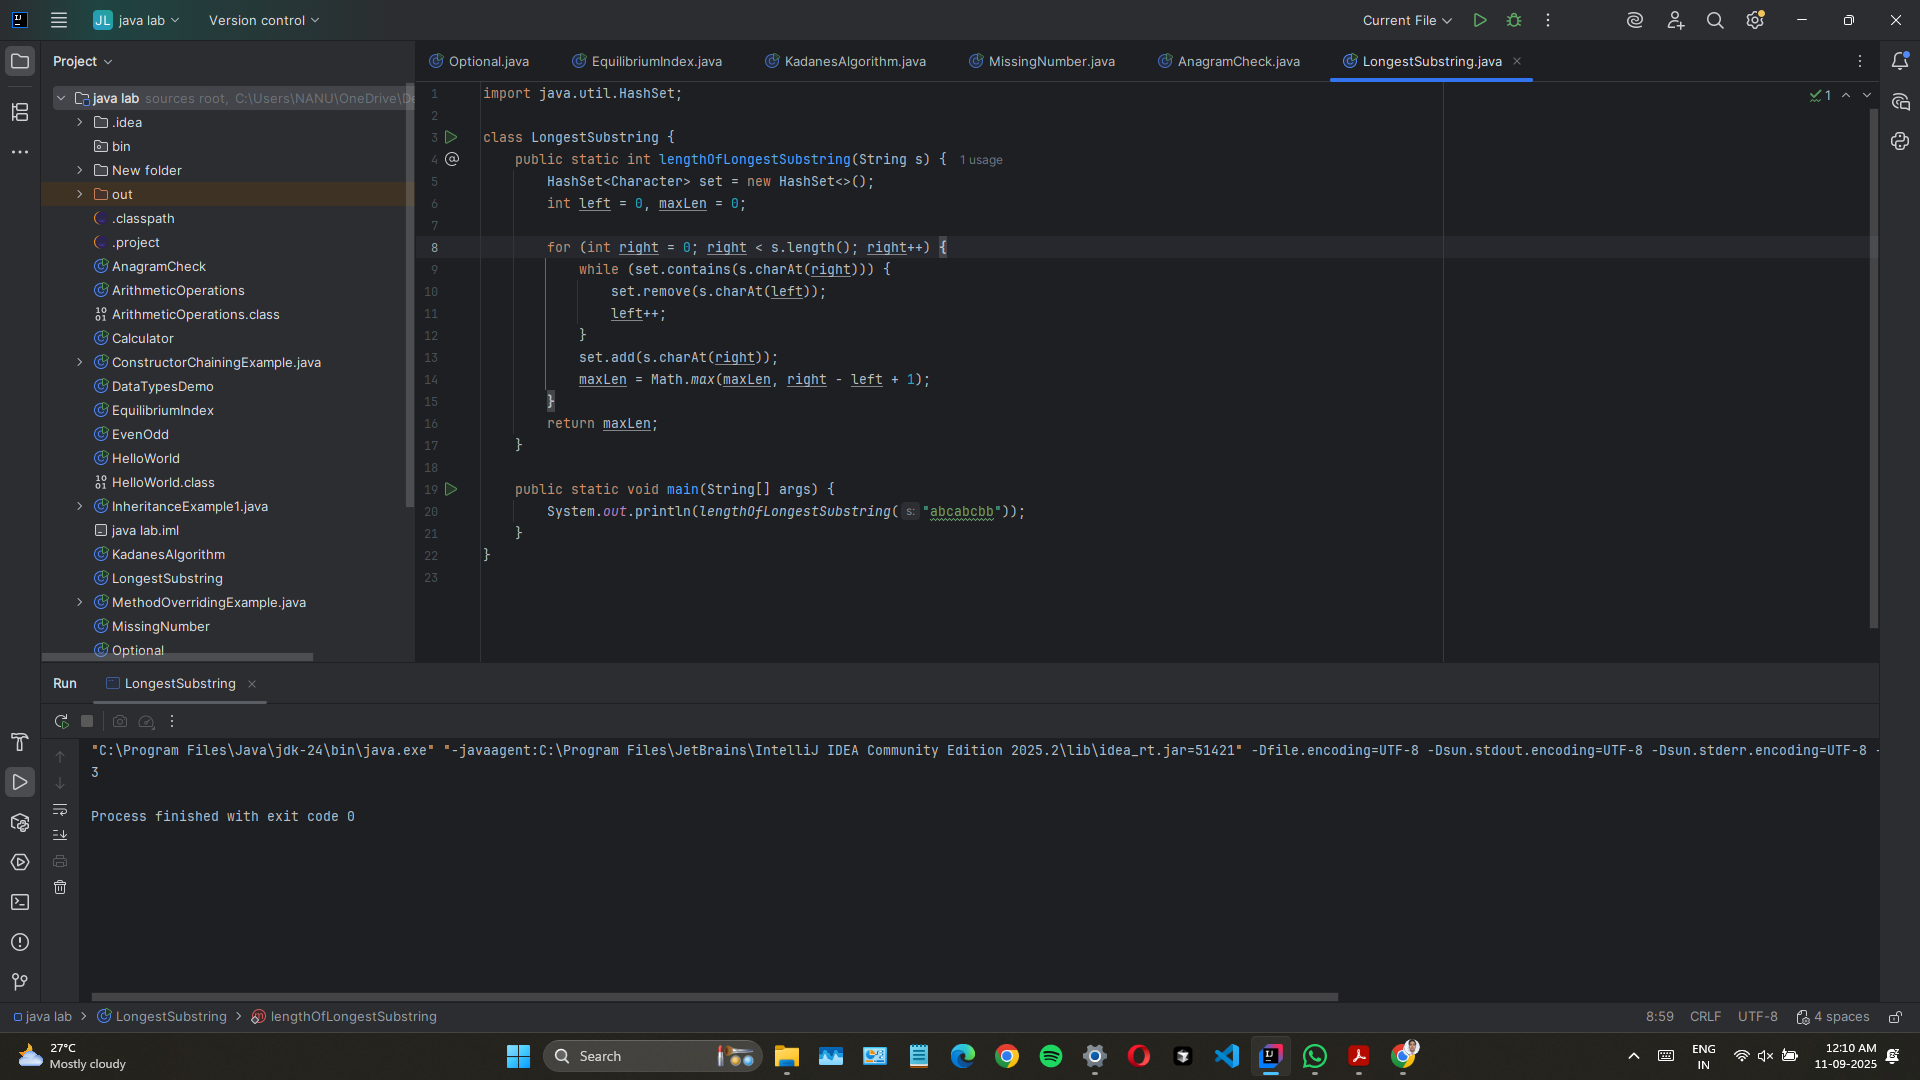 JL java lab
Version control
Current File
Project
Optional.java
EquilibriumIndex.java
KadanesAlgorithm.java
MissingNumber.java
AnagramCheck.java
LongestSubstring.java
java lab sources root, C:\Users\NANU\OneDrive\De
.idea
bin
New folder
out
.classpath
.project
AnagramCheck
ArithmeticOperations
ArithmeticOperations.class
Calculator
ConstructorChainingExample.java
DataTypesDemo
EquilibriumIndex
EvenOdd
HelloWorld
HelloWorld.class
InheritanceExample1.java
java lab.iml
KadanesAlgorithm
LongestSubstring
MethodOverridingExample.java
MissingNumber
Optional
1
1 import java.util.HashSet;
2
3 class LongestSubstring {
4 public static int lengthOfLongestSubstring(String s) { 1 usage
5 HashSet<Character> set = new HashSet<>();
6 int left = 0, maxLen = 0;
7
8 for (int right = 0; right < s.length(); right++) {
9 while (set.contains(s.charAt(right))) {
10 set.remove(s.charAt(left));
11 left++;
12 }
13 set.add(s.charAt(right));
14 maxLen = Math.max(maxLen, right - left + 1);
15 }
16 return maxLen;
17 }
18
19 public static void main(String[] args) {
20 System.out.println(lengthOfLongestSubstring( s: "abcabcbb"));
21 }
22 }
23
Run
LongestSubstring
"C:\Program Files\Java\jdk-24\bin\java.exe" "-javaagent:C:\Program Files\JetBrains\IntelliJ IDEA Community Edition 2025.2\lib\idea_rt.jar=51421" -Dfile.encoding=UTF-8 -Dsun.stdout.encoding=UTF-8 -Dsun.stderr.encoding=UTF-8 -
3
Process finished with exit code 0
java lab > LongestSubstring > lengthOfLongestSubstring
8:59 CRLF UTF-8 4 spaces
27°C
Mostly cloudy
Search
ENG
IN
12:10 AM
11-09-2025